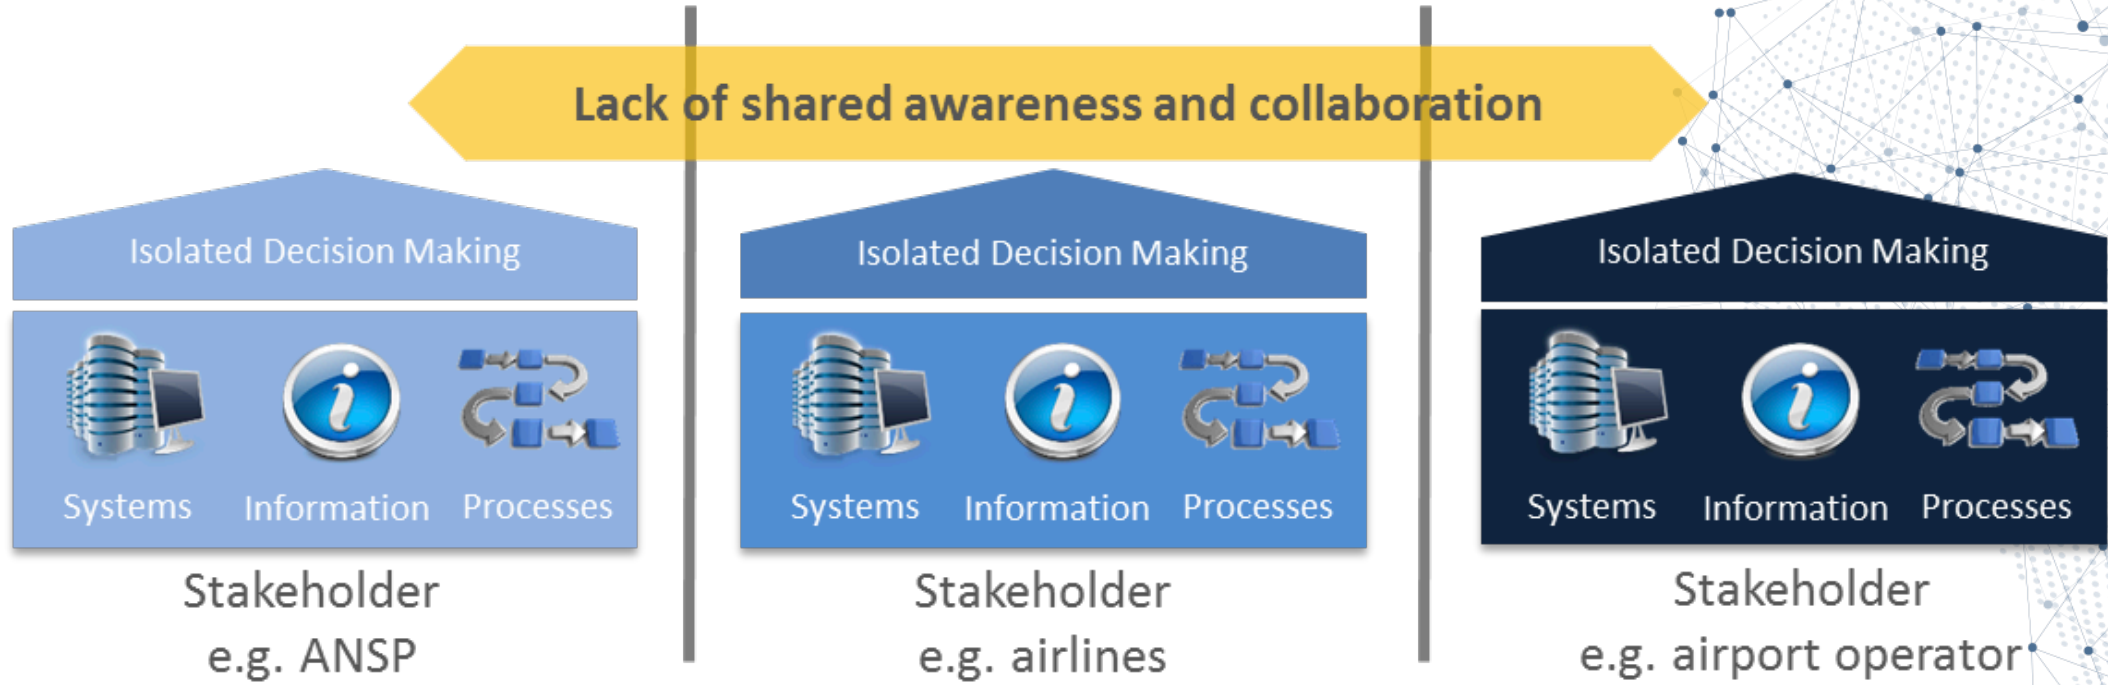 Lack of shared awareness and collaboration
Isolated Decision Making
Systems Information Processes
Stakeholder
e.g. ANSP
Isolated Decision Making
Systems Information Processes
Stakeholder
e.g. airlines
Isolated Decision Making
Systems Information Processes
Stakeholder
e.g. airport operator